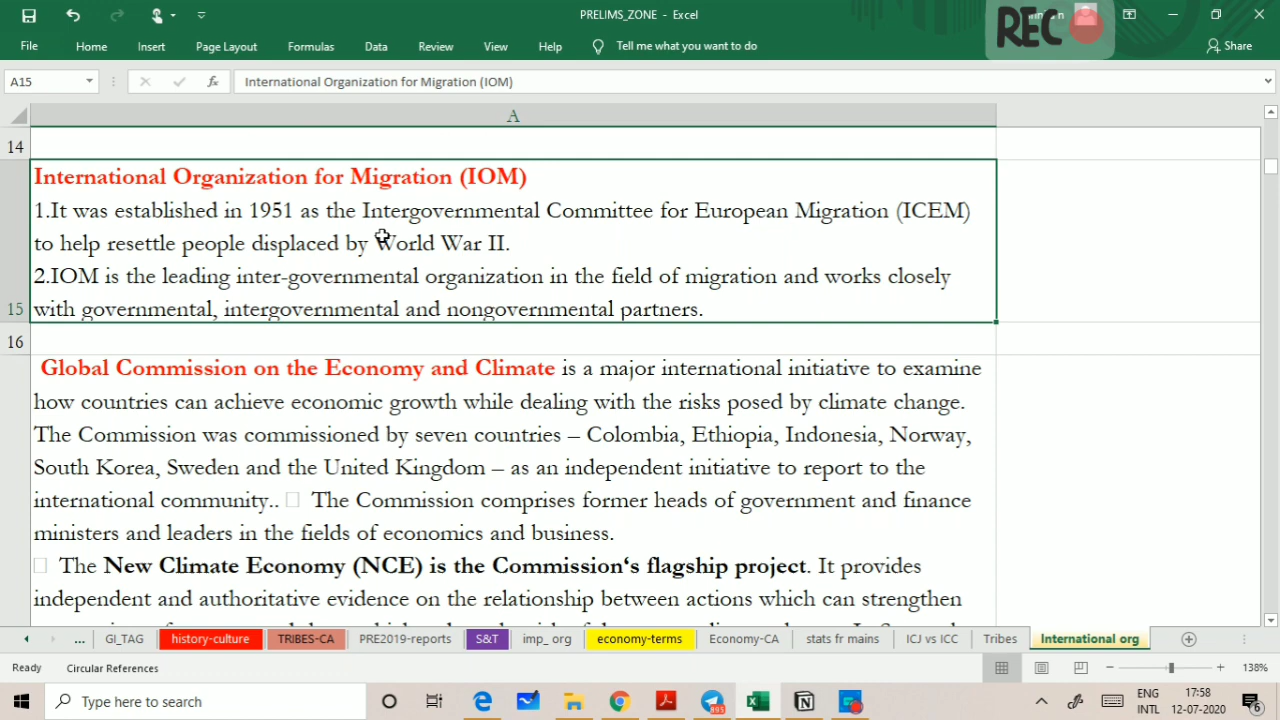 PRELIMS_ZONE - Excel
REC
File Home Insert Page Layout Formulas Data Review View Help Tell me what you want to do Share
A15 fx International Organization for Migration (IOM)
A
14
International Organization for Migration (IOM)
1.It was established in 1951 as the Intergovernmental Committee for European Migration (ICEM)
to help resettle people displaced by World War II.
2.IOM is the leading inter-governmental organization in the field of migration and works closely
15 with governmental, intergovernmental and nongovernmental partners.
16
Global Commission on the Economy and Climate is a major international initiative to examine
how countries can achieve economic growth while dealing with the risks posed by climate change.
The Commission was commissioned by seven countries – Colombia, Ethiopia, Indonesia, Norway,
South Korea, Sweden and the United Kingdom – as an independent initiative to report to the
international community.. The Commission comprises former heads of government and finance
ministers and leaders in the fields of economics and business.
The New Climate Economy (NCE) is the Commission‘s flagship project. It provides
independent and authoritative evidence on the relationship between actions which can strengthen
... GI_TAG history-culture TRIBES-CA PRE2019-reports S&T imp_ org economy-terms Economy-CA stats fr mains ICJ vs ICC Tribes International org
Ready Circular References 138%
Type here to search 895 ENG 17:58
INTL 12-07-2020 6